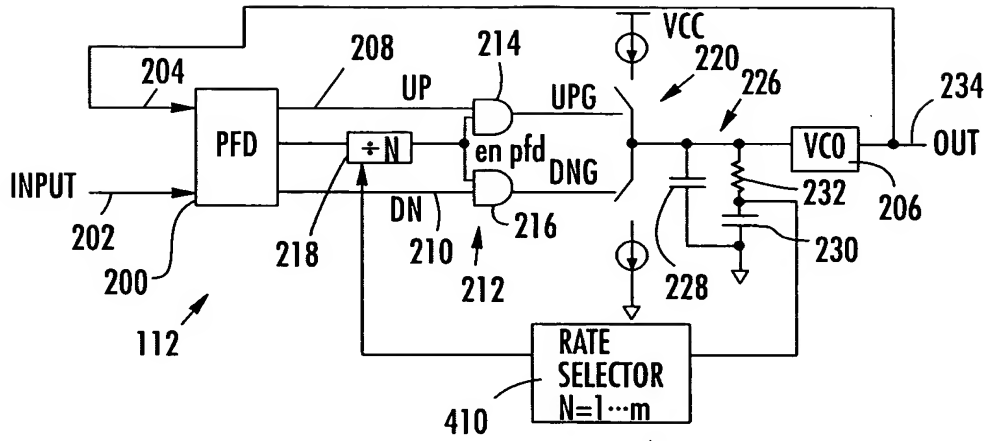 214
VCC
208
220
204
226
UP
UPG
234
PFD
÷ N
en pfd
VCO
OUT
INPUT
DNG
232
206
202
DN
216
218
210
230
200
228
212
112
RATE
SELECTOR
N=1···m
410